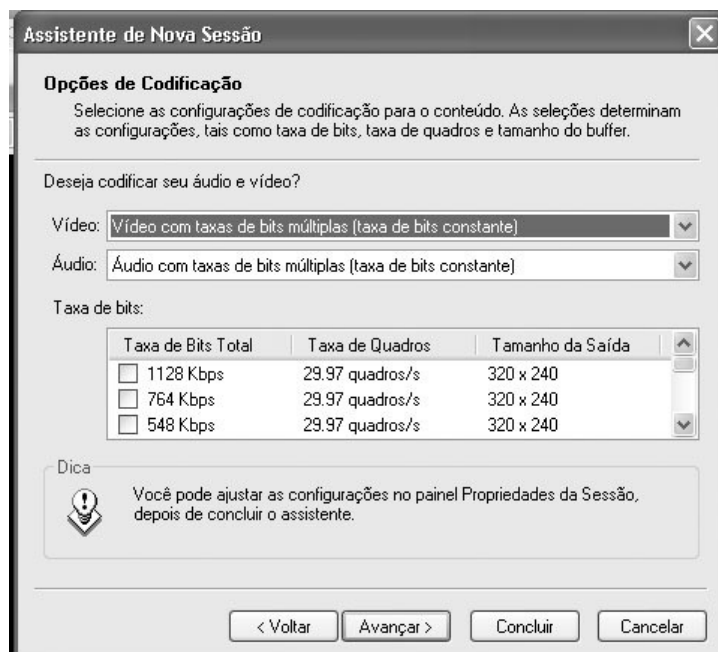 Assistente de Nova Sessão
Opções de Codificação
Selecione as configurações de codificação para o conteúdo. As seleções determinam
as configurações, tais como taxa de bits, taxa de quadros e tamanho do buffer.
Deseja codificar seu áudio e vídeo?
Vídeo: Vídeo com taxas de bits múltiplas (taxa de bits constante)
Áudio: Áudio com taxas de bits múltiplas (taxa de bits constante)
Taxa de bits:
Taxa de Bits Total Taxa de Quadros Tamanho da Saída
1128 Kbps 29.97 quadros/s 320 x 240
764 Kbps 29.97 quadros/s 320 x 240
548 Kbps 29.97 quadros/s 320 x 240
Dica
Você pode ajustar as configurações no painel Propriedades da Sessão,
depois de concluir o assistente.
< Voltar Avançar > Concluir Cancelar